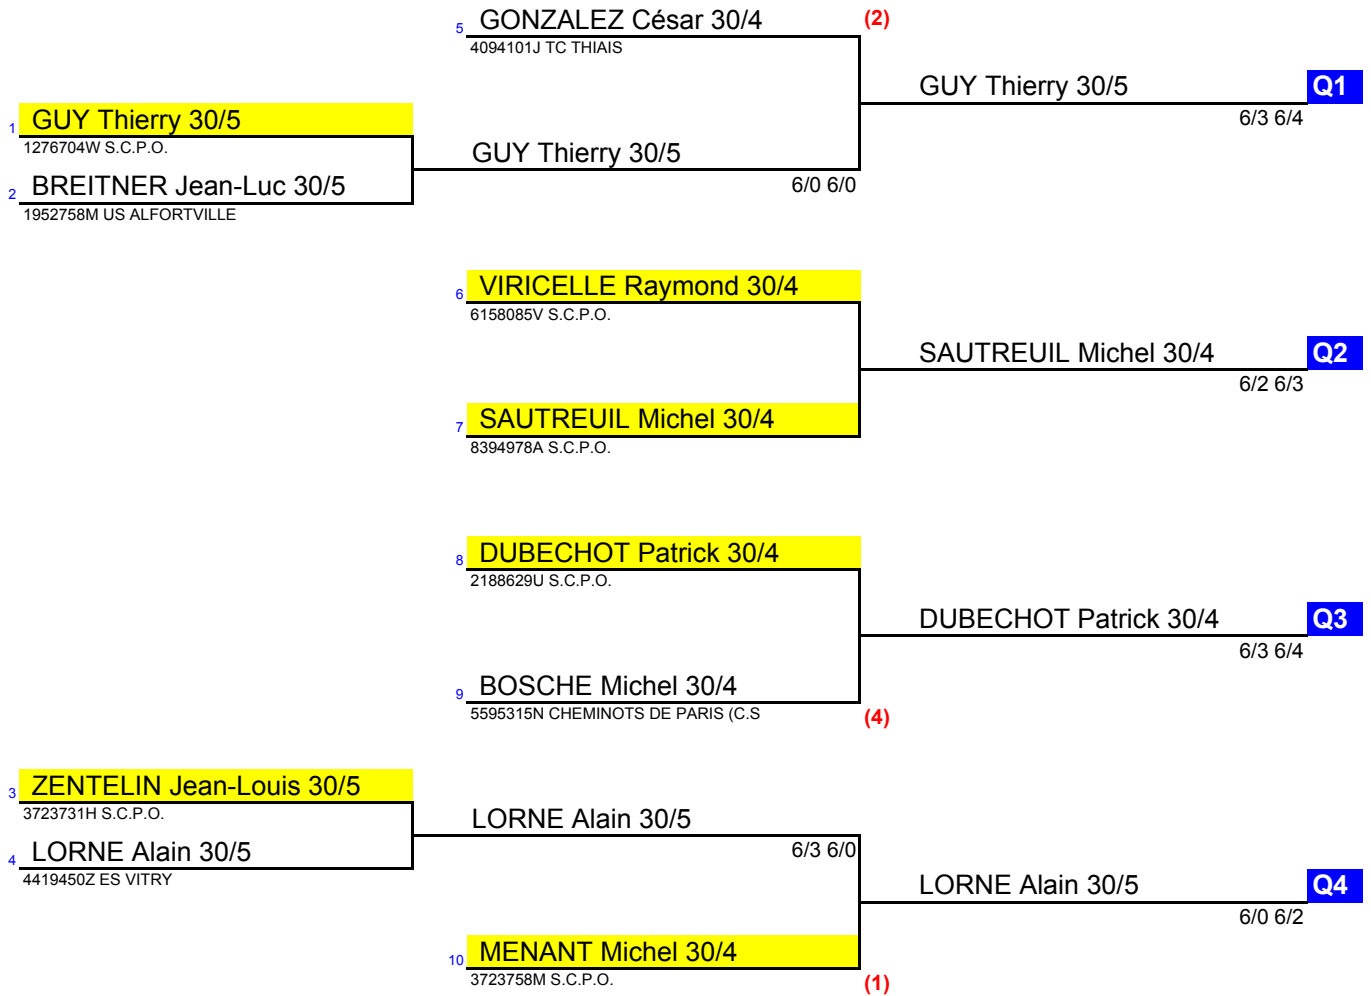 5 GONZALEZ César 30/4 (2)
4094101J TC THIAIS
GUY Thierry 30/5 Q1
6/3 6/4
1 GUY Thierry 30/5
1276704W S.C.P.O.
GUY Thierry 30/5
6/0 6/0
2 BREITNER Jean-Luc 30/5
1952758M US ALFORTVILLE
6 VIRICELLE Raymond 30/4
6158085V S.C.P.O.
SAUTREUIL Michel 30/4 Q2
6/2 6/3
7 SAUTREUIL Michel 30/4
8394978A S.C.P.O.
8 DUBECHOT Patrick 30/4
2188629U S.C.P.O.
DUBECHOT Patrick 30/4 Q3
6/3 6/4
9 BOSCHE Michel 30/4
5595315N CHEMINOTS DE PARIS (C.S (4)
3 ZENTELIN Jean-Louis 30/5
3723731H S.C.P.O.
LORNE Alain 30/5
6/3 6/0
4 LORNE Alain 30/5
4419450Z ES VITRY
LORNE Alain 30/5 Q4
6/0 6/2
10 MENANT Michel 30/4
3723758M S.C.P.O. (1)